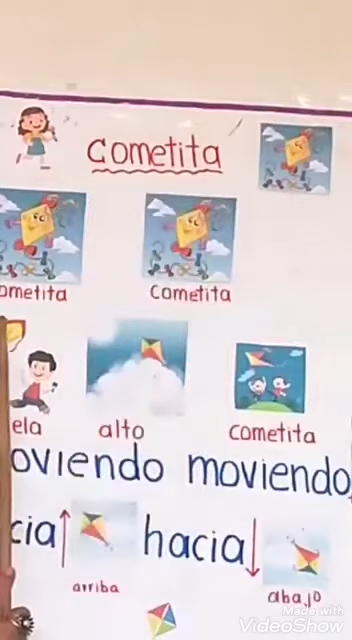 Cometita
ometita Cometita
ela alto cometita
oviendo moviendo
cia hacia
arriba abajo
Made with
VideoShow